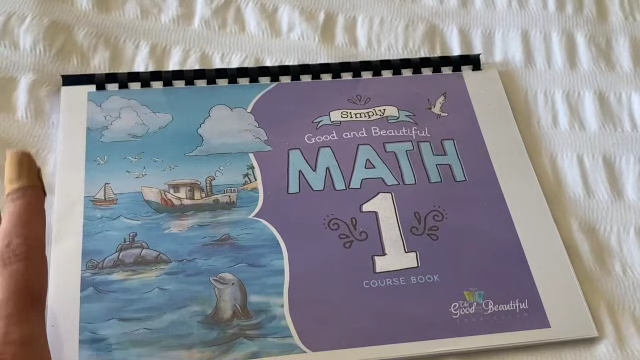 Simply
Good and Beautiful
MATH
1
COURSE BOOK
The
Good and Beautiful